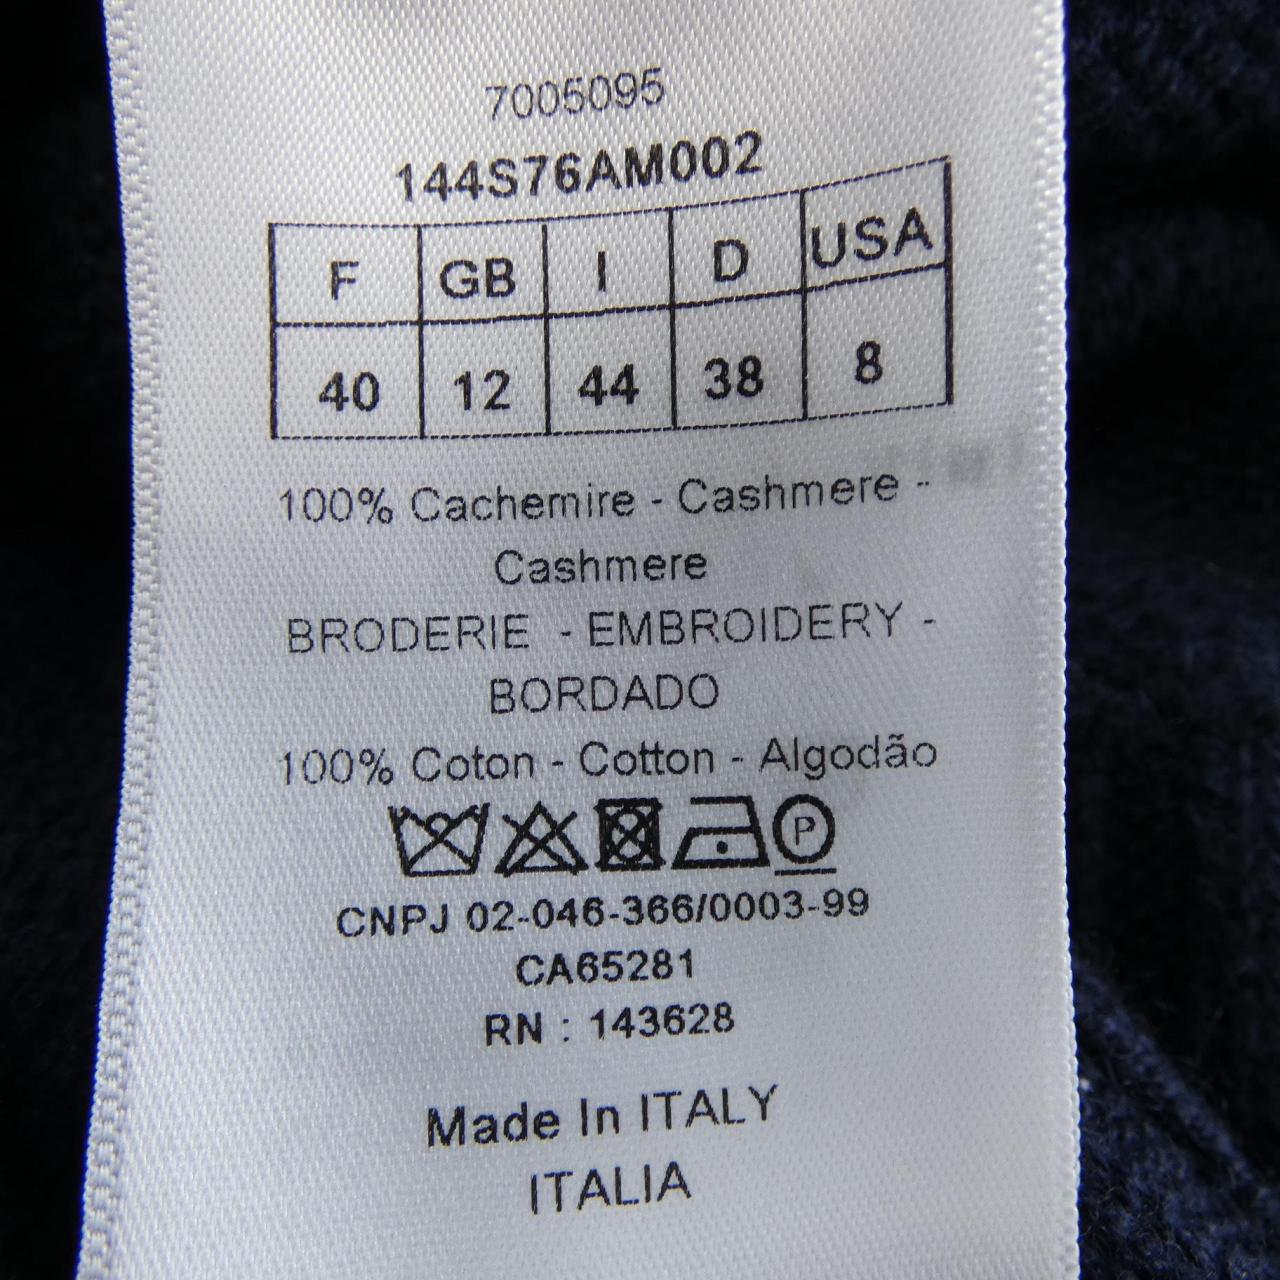 7005095
144S76AM002
F GB I D USA
40 12 44 38 8
100% Cachemire - Cashmere -
Cashmere
BRODERIE - EMBROIDERY -
BORDADO
100% Coton - Cotton - Algodão
P
CNPJ 02-046-366/0003-99
CA65281
RN : 143628
Made In ITALY
ITALIA